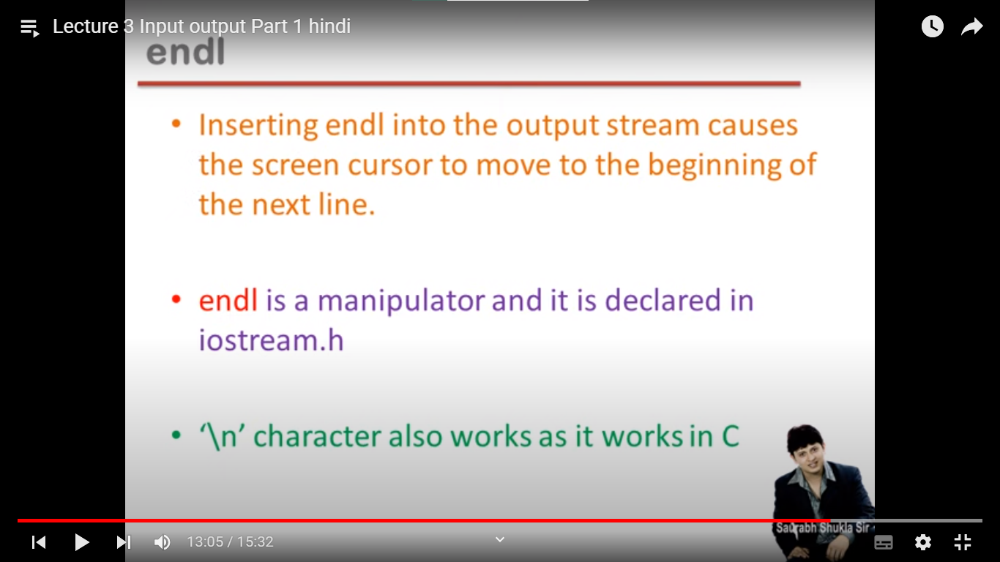 Lecture 3 Input output Part 1 hindi
endl
• Inserting endl into the output stream causes
the screen cursor to move to the beginning of
the next line.
• endl is a manipulator and it is declared in
iostream.h
• ‘\n’ character also works as it works in C
Saurabh Shukla Sir
13:05 / 15:32